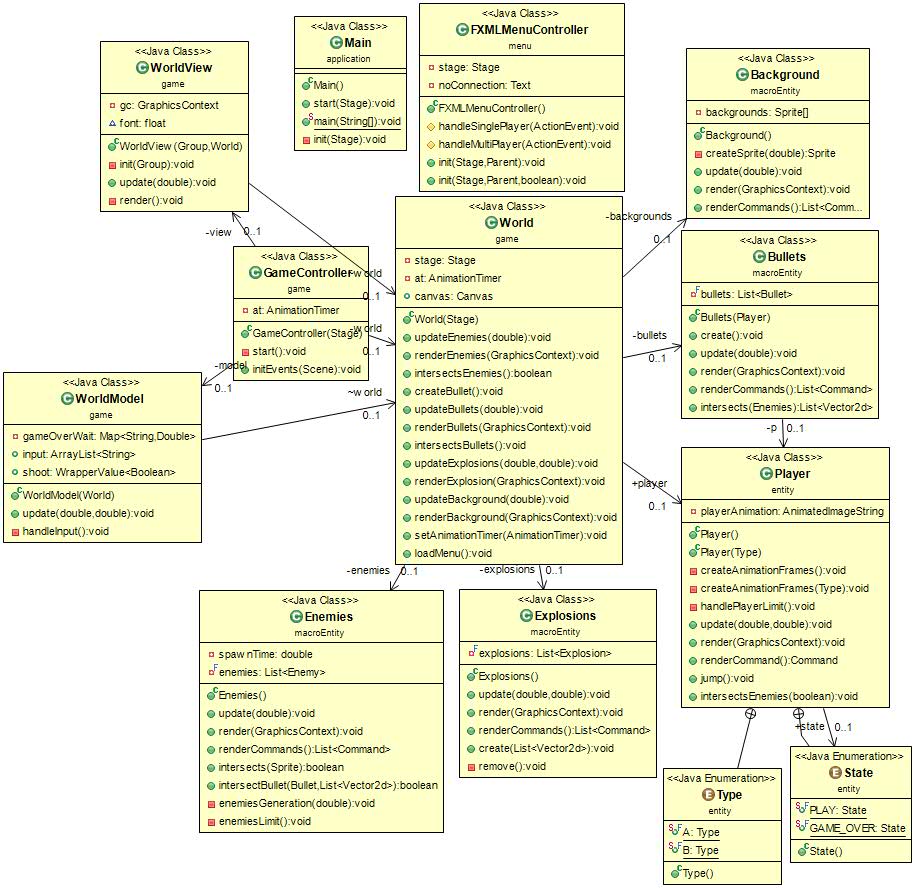 <<Java Class>>
WorldView
game
gc: GraphicsContext
font: float
WorldView(Group,World)
init(Group):void
update(double):void
render():void
<<Java Class>>
Main
application
Main()
start(Stage):void
main(String[]):void
init(Stage):void
<<Java Class>>
FXMLMenuController
menu
stage: Stage
noConnection: Text
FXMLMenuController()
handleSinglePlayer(ActionEvent):void
handleMultiPlayer(ActionEvent):void
init(Stage,Parent):void
init(Stage,Parent,boolean):void
<<Java Class>>
Background
macroEntity
backgrounds: Sprite[]
Background()
createSprite(double):Sprite
update(double):void
render(GraphicsContext):void
renderCommands():List<Comm...
-view
0..1
<<Java Class>>
GameController
game
at: AnimationTimer
GameController(Stage)
start():void
initEvents(Scene):void
~world
0..1
~world
0..1
-model
0..1
<<Java Class>>
WorldModel
game
gameOverWait: Map<String,Double>
input: ArrayList<String>
shoot: WrapperValue<Boolean>
WorldModel(World)
update(double,double):void
handleInput():void
~world
0..1
<<Java Class>>
World
game
stage: Stage
at: AnimationTimer
canvas: Canvas
World(Stage)
updateEnemies(double):void
renderEnemies(GraphicsContext):void
intersectsEnemies():boolean
createBullet():void
updateBullets(double):void
renderBullets(GraphicsContext):void
intersectsBullets():void
updateExplosions(double,double):void
renderExplosion(GraphicsContext):void
updateBackground(double):void
renderBackground(GraphicsContext):void
setAnimationTimer(AnimationTimer):void
loadMenu():void
-backgrounds
0..1
<<Java Class>>
Bullets
macroEntity
bullets: List<Bullet>
Bullets(Player)
create():void
update(double):void
render(GraphicsContext):void
renderCommands():List<Command>
intersects(Enemies):List<Vector2d>
-bullets
0..1
-p
0..1
+player
0..1
<<Java Class>>
Player
entity
playerAnimation: AnimatedImageString
Player()
Player(Type)
createAnimationFrames():void
createAnimationFrames(Type):void
handlePlayerLimit():void
update(double,double):void
render(GraphicsContext):void
renderCommand():Command
jump():void
intersectsEnemies(boolean):void
-enemies
0..1
-explosions
0..1
<<Java Class>>
Enemies
macroEntity
spawnTime: double
enemies: List<Enemy>
Enemies()
update(double):void
render(GraphicsContext):void
renderCommands():List<Command>
intersects(Sprite):boolean
intersectBullet(Bullet,List<Vector2d>):boolean
enemiesGeneration(double):void
enemiesLimit():void
<<Java Class>>
Explosions
macroEntity
explosions: List<Explosion>
Explosions()
update(double,double):void
render(GraphicsContext):void
renderCommands():List<Command>
create(List<Vector2d>):void
remove():void
+state
0..1
<<Java Enumeration>>
Type
entity
A: Type
B: Type
Type()
<<Java Enumeration>>
State
entity
PLAY: State
GAME_OVER: State
State()